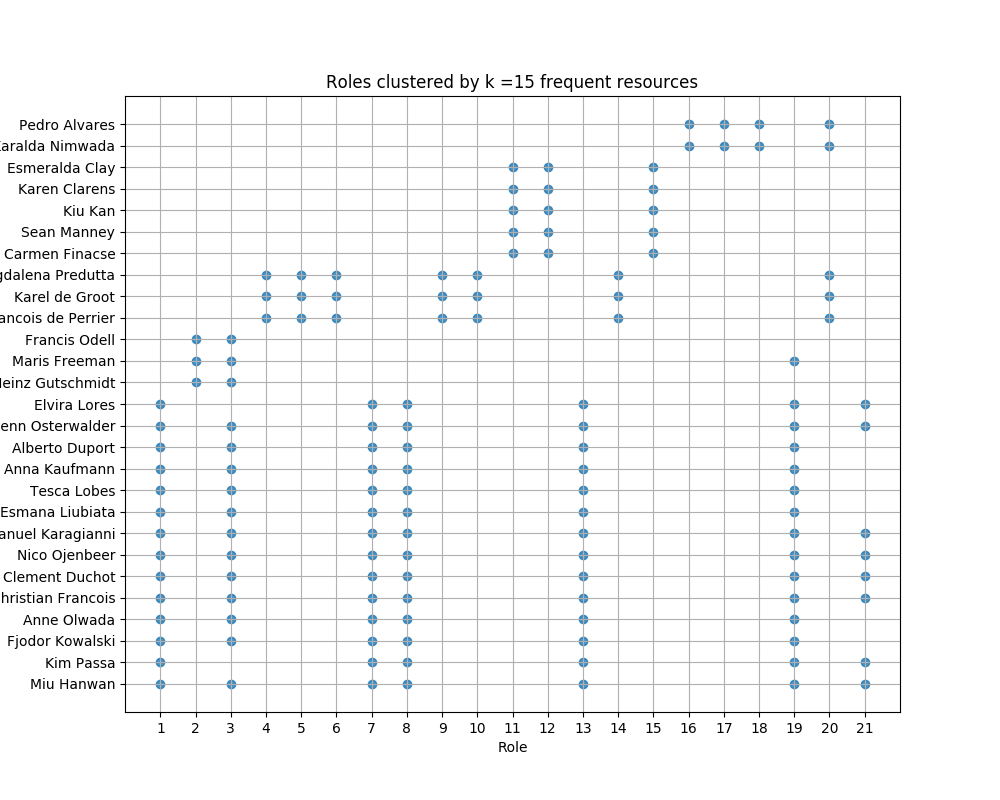 Roles clustered by k =15 frequent resources
Pedro Alvares
aralda Nimwada
Esmeralda Clay
Karen Clarens
Kiu Kan
Sean Manney
Carmen Finacse
gdalena Predutta
Karel de Groot
ancois de Perrier
Francis Odell
Maris Freeman
einz Gutschmidt
Elvira Lores
enn Osterwalder
Alberto Duport
Anna Kaufmann
Tesca Lobes
Esmana Liubiata
anuel Karagianni
Nico Ojenbeer
Clement Duchot
hristian Francois
Anne Olwada
Fjodor Kowalski
Kim Passa
Miu Hanwan
1 2 3 4 5 6 7 8 9 10 11 12 13 14 15 16 17 18 19 20 21
Role